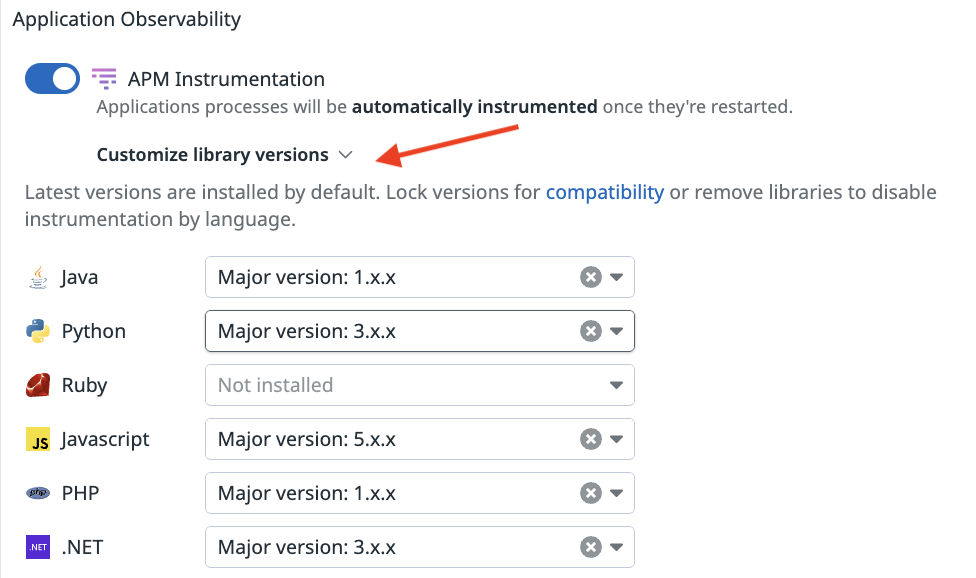 Application Observability
APM Instrumentation
Applications processes will be automatically instrumented once they're restarted.
Customize library versions
Latest versions are installed by default. Lock versions for compatibility or remove libraries to disable
instrumentation by language.
Java Major version: 1.x.x
Python Major version: 3.x.x
Ruby Not installed
JS Javascript Major version: 5.x.x
php PHP Major version: 1.x.x
.NET .NET Major version: 3.x.x